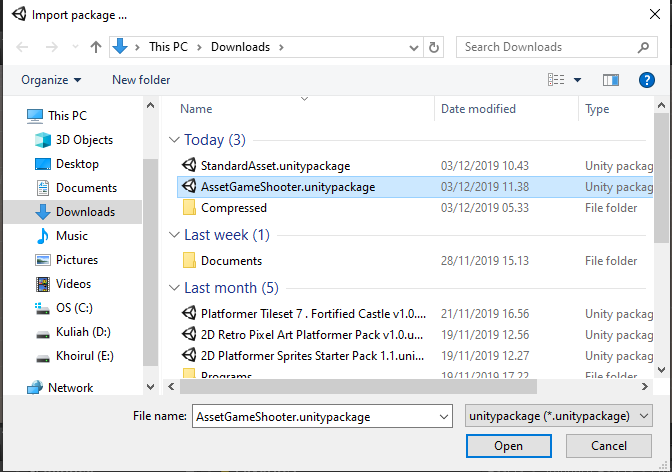 Import package ...
This PC > Downloads >
Search Downloads
Organize
New folder
Name
Date modified
Type
This PC
3D Objects
Desktop
Documents
Downloads
Music
Pictures
Videos
OS (C:)
Kuliah (D:)
Khoirul (E:)
Network
Today (3)
StandardAsset.unitypackage 03/12/2019 10.43 Unity packag
AssetGameShooter.unitypackage 03/12/2019 11.38 Unity packag
Compressed 03/12/2019 05.33 File folder
Last week (1)
Documents 28/11/2019 15.13 File folder
Last month (5)
Platformer Tileset 7 . Fortified Castle v1.0.... 21/11/2019 16.56 Unity packag
2D Retro Pixel Art Platformer Pack v1.0.u... 19/11/2019 12.56 Unity packag
2D Platformer Sprites Starter Pack 1.1.uni... 19/11/2019 12.27 Unity packag
Programs 19/11/2019 17.22 File folder
File name: AssetGameShooter.unitypackage
unitypackage (*.unitypackage)
Open
Cancel